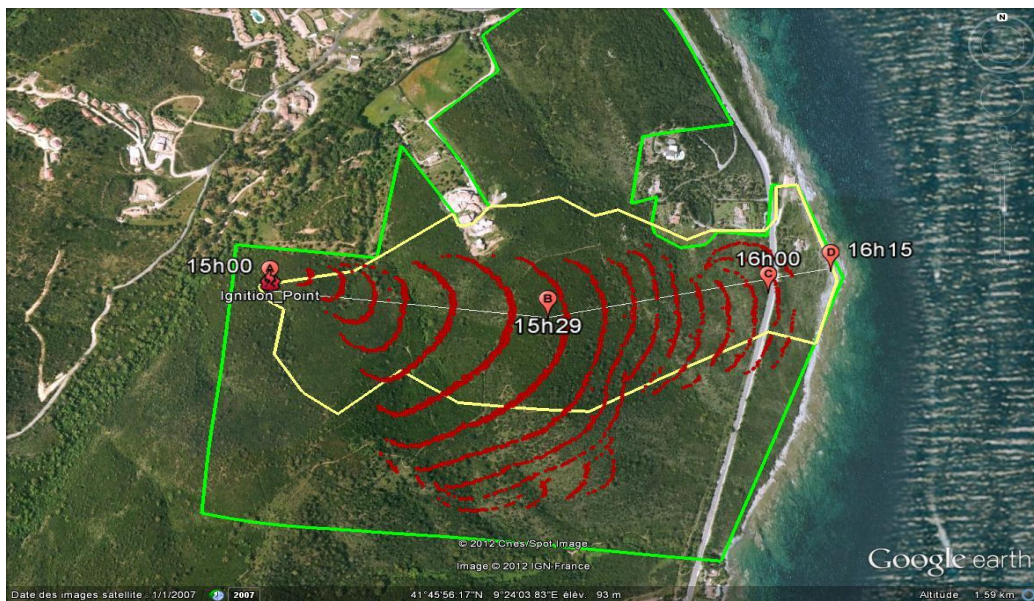 N
A
15h00
Ignition_Point
B
15h29
16h00
C
D
16h15
© 2012 Cnes/Spot Image
Image © 2012 IGN-France
Google earth
Date des images satellite : 1/1/2007 2007 41°45'56.17"N 9°24'03.83"E élév. 93 m Altitude 1.59 km